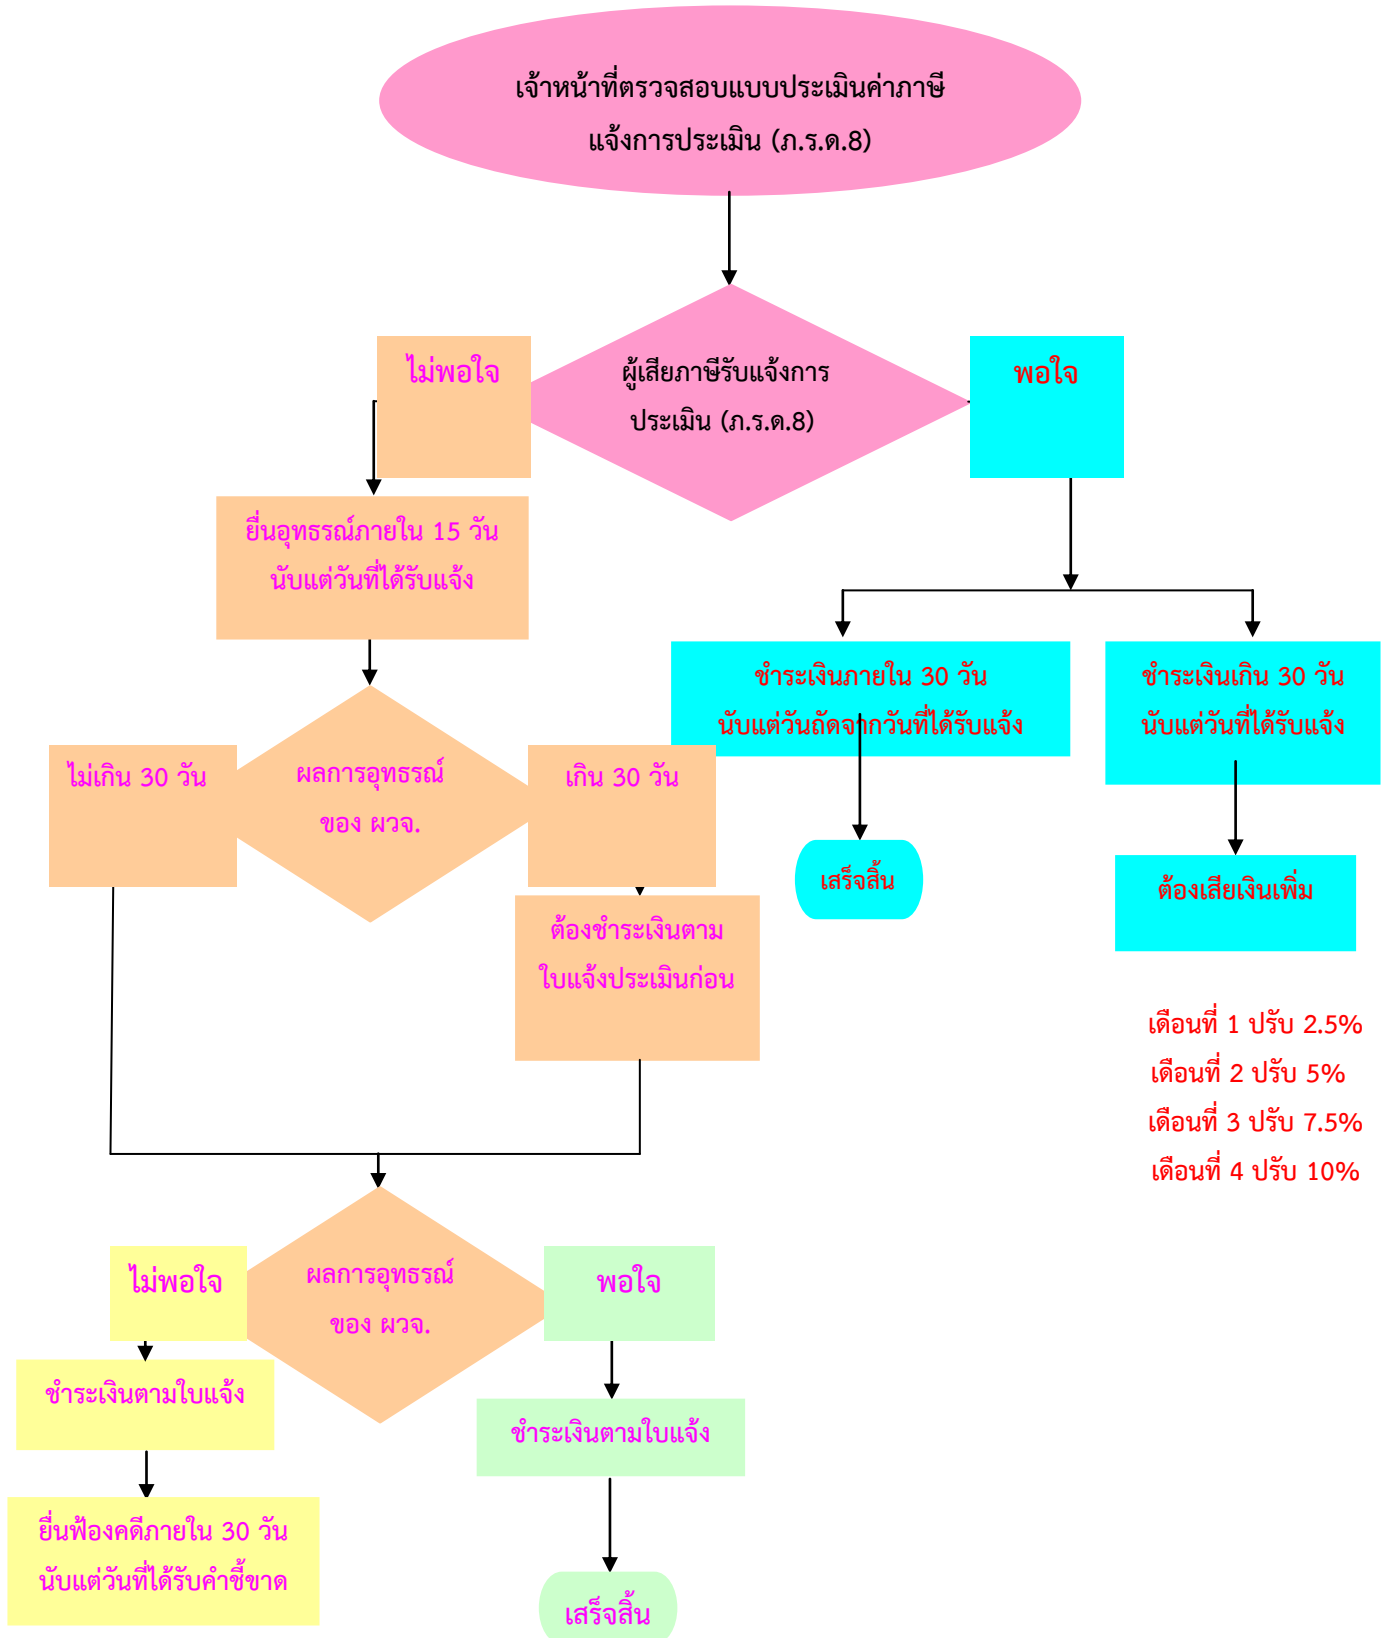 เจ้าหน้าที่ตรวจสอบแบบประเมินค่าภาษี
แจ้งการประเมิน (ภ.ร.ด.8)
ไม่พอใจ
ผู้เสียภาษีรับแจ้งการ
ประเมิน (ภ.ร.ด.8)
พอใจ
ยื่นอุทธรณ์ภายใน 15 วัน
นับแต่วันที่ได้รับแจ้ง
ชำระเงินภายใน 30 วัน
นับแต่วันถัดจากวันที่ได้รับแจ้ง
ชำระเงินเกิน 30 วัน
นับแต่วันที่ได้รับแจ้ง
ไม่เกิน 30 วัน
ผลการอุทธรณ์
ของ ผวจ.
เกิน 30 วัน
เสร็จสิ้น
ต้องเสียเงินเพิ่ม
ต้องชำระเงินตาม
ใบแจ้งประเมินก่อน
เดือนที่ 1 ปรับ 2.5%
เดือนที่ 2 ปรับ 5%
เดือนที่ 3 ปรับ 7.5%
เดือนที่ 4 ปรับ 10%
ไม่พอใจ
ผลการอุทธรณ์
ของ ผวจ.
พอใจ
ชำระเงินตามใบแจ้ง
ชำระเงินตามใบแจ้ง
ยื่นฟ้องคดีภายใน 30 วัน
นับแต่วันที่ได้รับคำชี้ขาด
เสร็จสิ้น